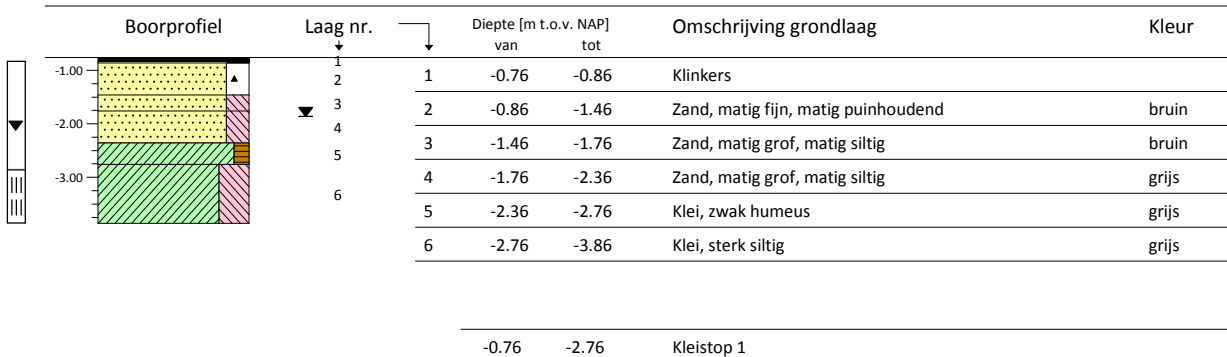 Boorprofiel Laag nr. Diepte [m t.o.v. NAP] Omschrijving grondlaag Kleur
van tot
1 -0.76 -0.86 Klinkers
2 -0.86 -1.46 Zand, matig fijn, matig puinhoudend bruin
3 -1.46 -1.76 Zand, matig grof, matig siltig bruin
4 -1.76 -2.36 Zand, matig grof, matig siltig grijs
5 -2.36 -2.76 Klei, zwak humeus grijs
6 -2.76 -3.86 Klei, sterk siltig grijs
-1.00
-2.00
-3.00
1
2
3
4
5
6
-0.76 -2.76 Kleistop 1